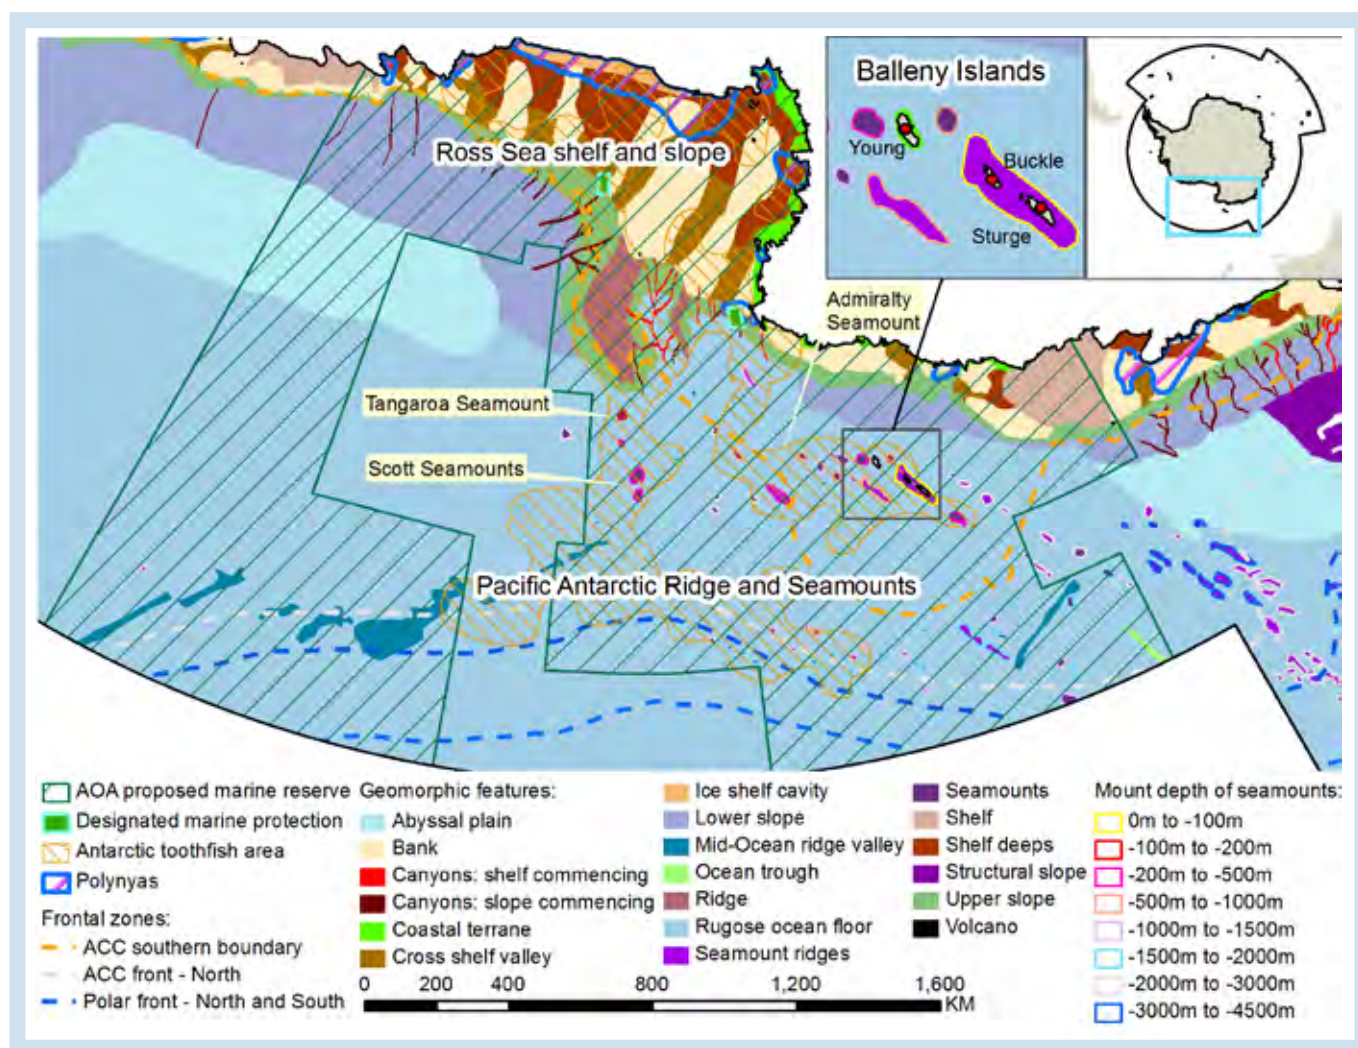 Balleny Islands
Young
Buckle
Sturge
Ross Sea shelf and slope
Admiralty
Seamount
Tangaroa Seamount
Scott Seamounts
Pacific Antarctic Ridge and Seamounts
AOA proposed marine reserve
Designated marine protection
Antarctic toothfish area
Polynyas
Frontal zones:
ACC southern boundary
ACC front - North
Polar front - North and South
Geomorphic features:
Abyssal plain
Bank
Canyons: shelf commencing
Canyons: slope commencing
Coastal terrane
Cross shelf valley
Ice shelf cavity
Lower slope
Mid-Ocean ridge valley
Ocean trough
Ridge
Rugose ocean floor
Seamount ridges
Seamounts
Shelf
Shelf deeps
Structural slope
Upper slope
Volcano
Mount depth of seamounts:
0m to -100m
-100m to -200m
-200m to -500m
-500m to -1000m
-1000m to -1500m
-1500m to -2000m
-2000m to -3000m
-3000m to -4500m
0 400 800 1,200 1,600
KM